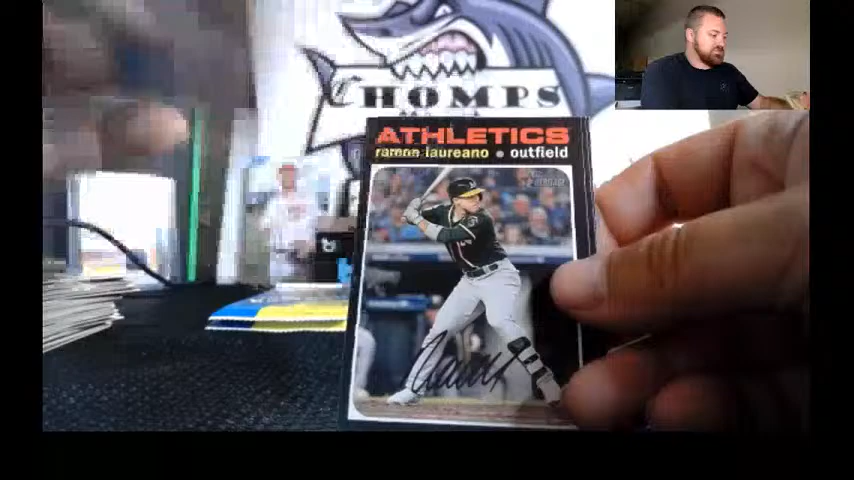 CHOMPS
ATHLETICS
ramon laureano • outfield